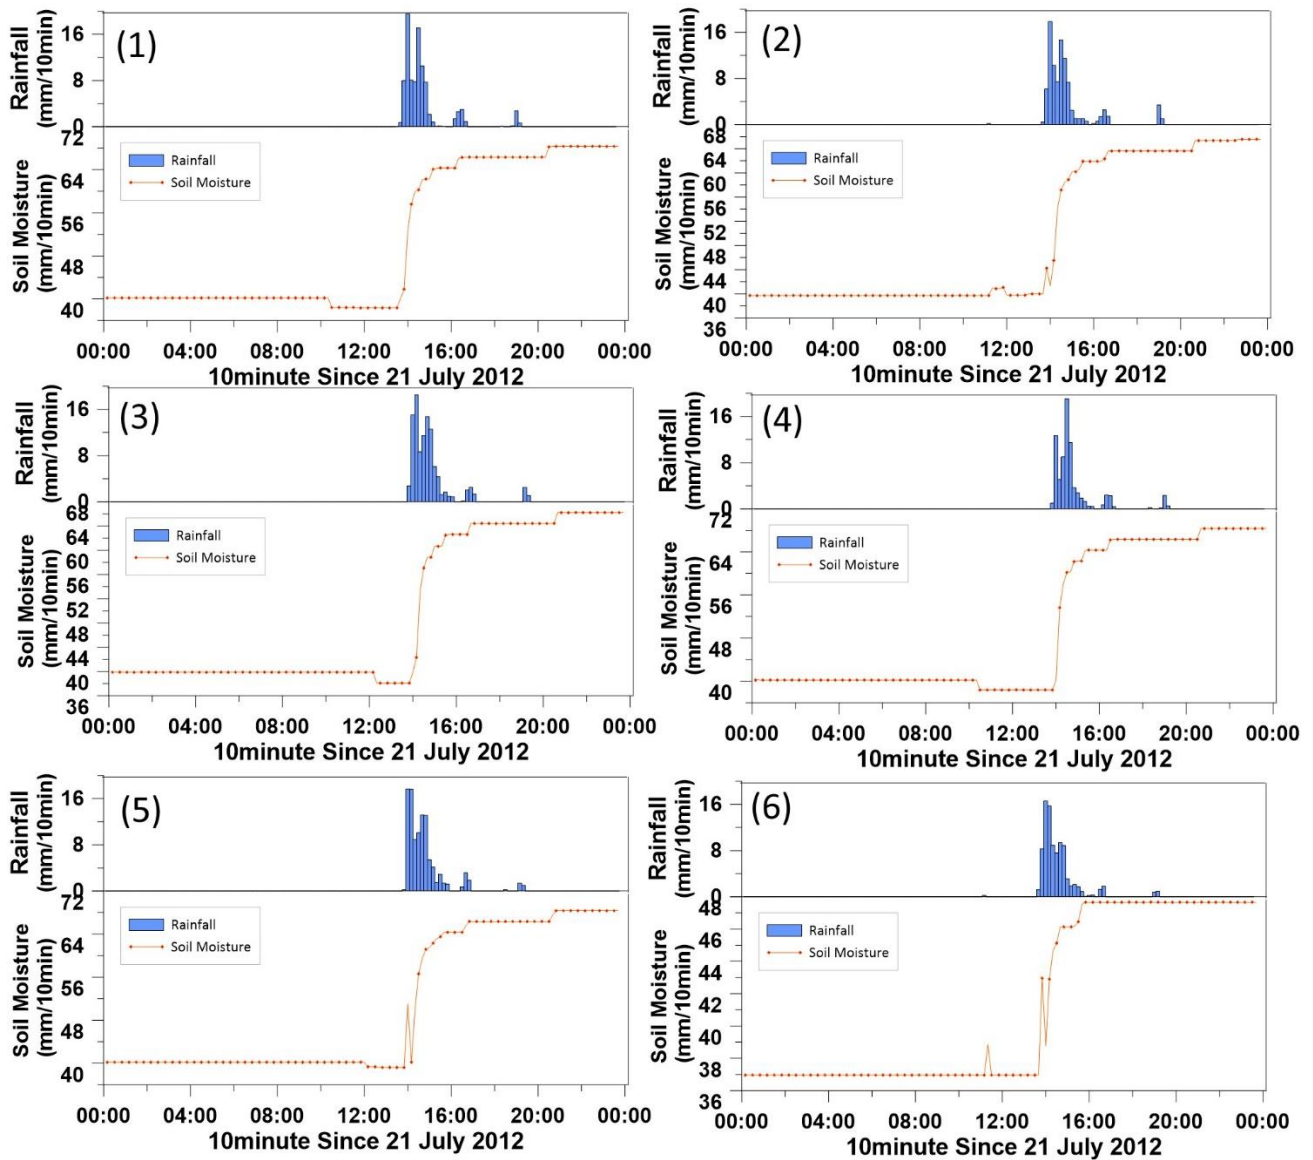 (1)
Rainfall
(mm/10min)
16
8
0
Soil Moisture
(mm/10min)
72
64
56
48
40
Rainfall
Soil Moisture
00:00 04:00 08:00 12:00 16:00 20:00 00:00
10minute Since 21 July 2012
(2)
Rainfall
(mm/10min)
16
8
0
Soil Moisture
(mm/10min)
68
64
60
56
52
48
44
40
36
Rainfall
Soil Moisture
00:00 04:00 08:00 12:00 16:00 20:00 00:00
10minute Since 21 July 2012
(3)
Rainfall
(mm/10min)
16
8
0
Soil Moisture
(mm/10min)
68
64
60
56
52
48
44
40
36
Rainfall
Soil Moisture
00:00 04:00 08:00 12:00 16:00 20:00 00:00
10minute Since 21 July 2012
(4)
Rainfall
(mm/10min)
16
8
0
Soil Moisture
(mm/10min)
72
64
56
48
40
Rainfall
Soil Moisture
00:00 04:00 08:00 12:00 16:00 20:00 00:00
10minute Since 21 July 2012
(5)
Rainfall
(mm/10min)
16
8
0
Soil Moisture
(mm/10min)
72
64
56
48
40
Rainfall
Soil Moisture
00:00 04:00 08:00 12:00 16:00 20:00 00:00
10minute Since 21 July 2012
(6)
Rainfall
(mm/10min)
16
8
0
Soil Moisture
(mm/10min)
48
46
44
42
40
38
36
Rainfall
Soil Moisture
00:00 04:00 08:00 12:00 16:00 20:00 00:00
10minute Since 21 July 2012